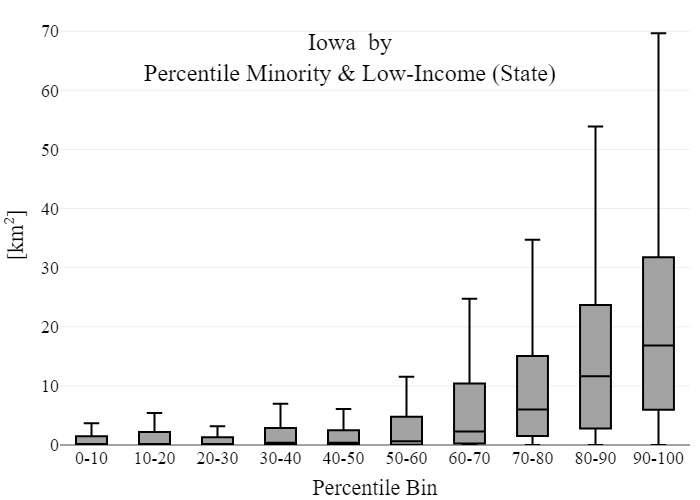 Iowa by
Percentile Minority & Low-Income (State)
70
60
50
40
30
20
10
0
[km²]
0-10 10-20 20-30 30-40 40-50 50-60 60-70 70-80 80-90 90-100
Percentile Bin